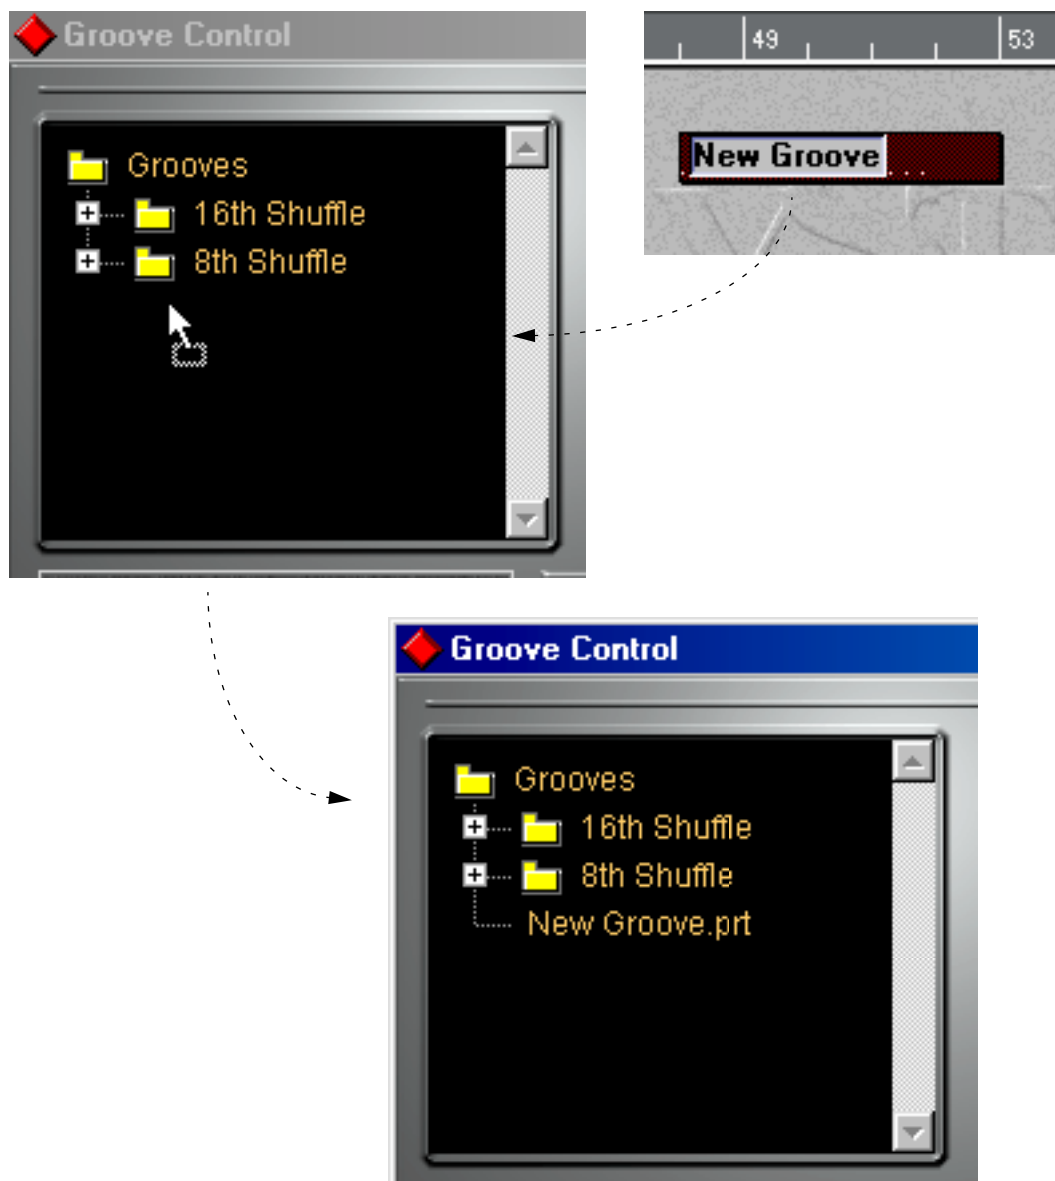 Groove Control
Grooves
16th Shuffle
8th Shuffle
49 53
New Groove
Groove Control
Grooves
16th Shuffle
8th Shuffle
New Groove.prt